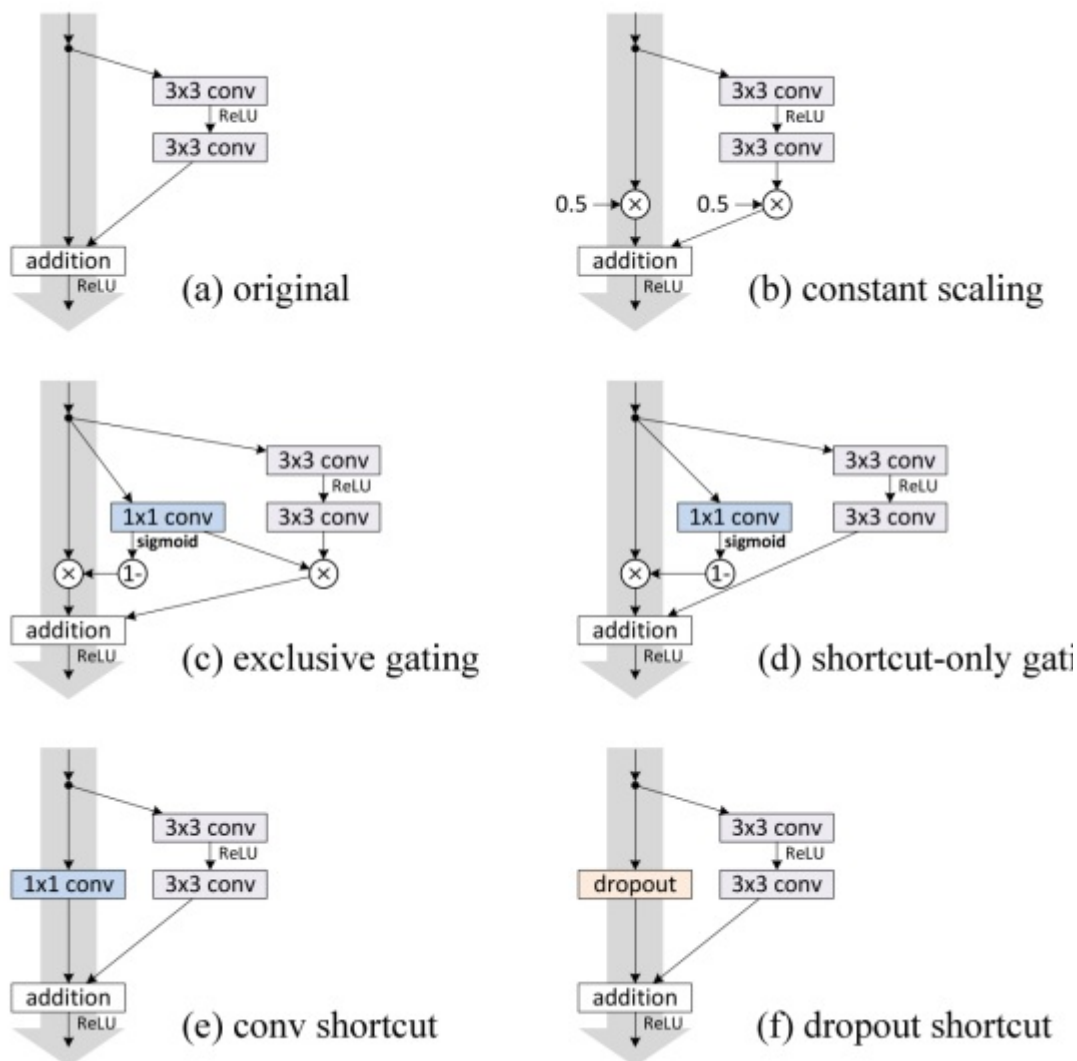 3x3 conv
ReLU
3x3 conv
addition
ReLU
(a) original
3x3 conv
ReLU
3x3 conv
0.5
×
0.5
×
addition
ReLU
(b) constant scaling
3x3 conv
ReLU
1x1 conv
3x3 conv
sigmoid
×
1-
×
addition
ReLU
(c) exclusive gating
3x3 conv
ReLU
1x1 conv
3x3 conv
sigmoid
×
1-
addition
ReLU
(d) shortcut-only gati
3x3 conv
ReLU
1x1 conv
3x3 conv
addition
ReLU
(e) conv shortcut
3x3 conv
ReLU
dropout
3x3 conv
addition
ReLU
(f) dropout shortcut